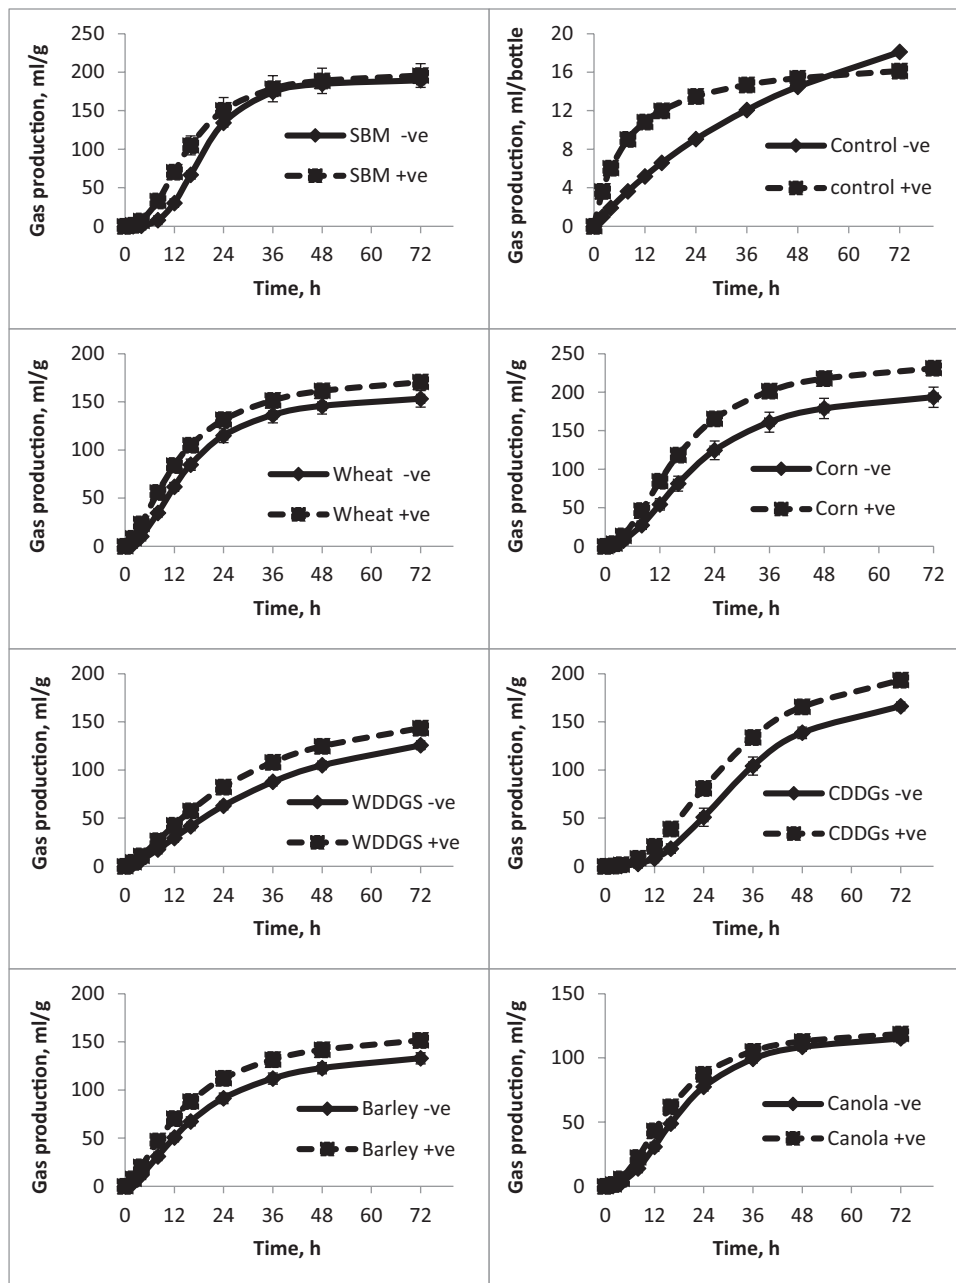 Gas production, ml/g
250
200
150
100
50
0
SBM -ve
SBM +ve
0 12 24 36 48 60 72
Time, h
Gas production, ml/bottle
20
16
12
8
4
0
Control -ve
control +ve
0 12 24 36 48 60 72
Time, h
Gas production, ml/g
200
150
100
50
0
Wheat -ve
Wheat +ve
0 12 24 36 48 60 72
Time, h
Gas production, ml/g
250
200
150
100
50
0
Corn -ve
Corn +ve
0 12 24 36 48 60 72
Time, h
Gas production, ml/g
200
150
100
50
0
WDDGS -ve
WDDGS +ve
0 12 24 36 48 60 72
Time, h
Gas production, ml/g
200
150
100
50
0
CDDGs -ve
CDDGs +ve
0 12 24 36 48 60 72
Time, h
Gas production, ml/g
200
150
100
50
0
Barley -ve
Barley +ve
0 12 24 36 48 60 72
Time, h
Gas production, ml/g
150
100
50
0
Canola -ve
Canola +ve
0 12 24 36 48 60 72
Time, h